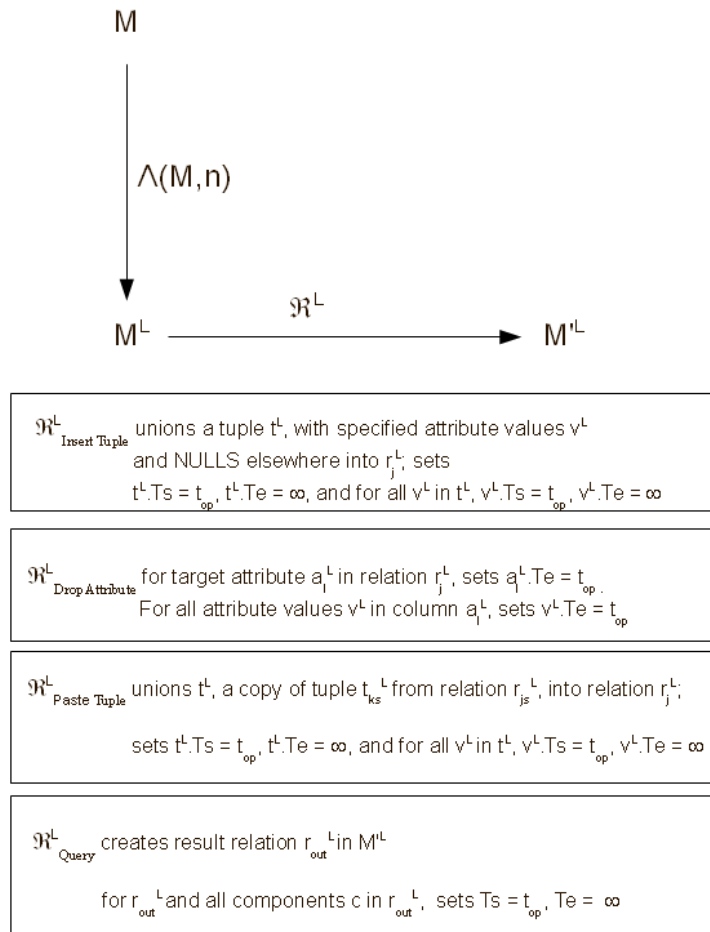 M
Λ(M,n)
ℜ^L
M^L
M'^L
ℜ^L_Insert Tuple unions a tuple t^L, with specified attribute values v^L
and NULLS elsewhere into r_j^L; sets
t^L.Ts = t_op, t^L.Te = ∞, and for all v^L in t^L, v^L.Ts = t_op, v^L.Te = ∞
ℜ^L_Drop Attribute for target attribute a_l^L in relation r_j^L, sets a_l^L.Te = t_op.
For all attribute values v^L in column a_l^L, sets v^L.Te = t_op
ℜ^L_Paste Tuple unions t^L, a copy of tuple t_ks^L from relation r_js^L, into relation r_j^L;
sets t^L.Ts = t_op, t^L.Te = ∞, and for all v^L in t^L, v^L.Ts = t_op, v^L.Te = ∞
ℜ^L_Query creates result relation r_out^L in M'^L
for r_out^L and all components c in r_out^L, sets Ts = t_op, Te = ∞